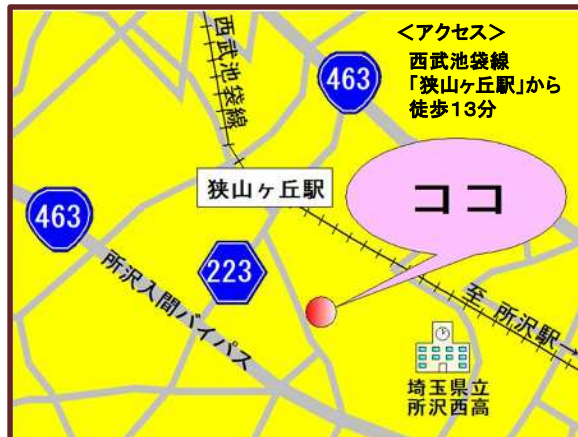 <アクセス>
西武池袋線
「狭山ヶ丘駅」から
徒歩13分
西武池袋線
463
狭山ヶ丘駅
ココ
463
223
所沢入間バイパス
至 所沢駅→
埼玉県立
所沢西高